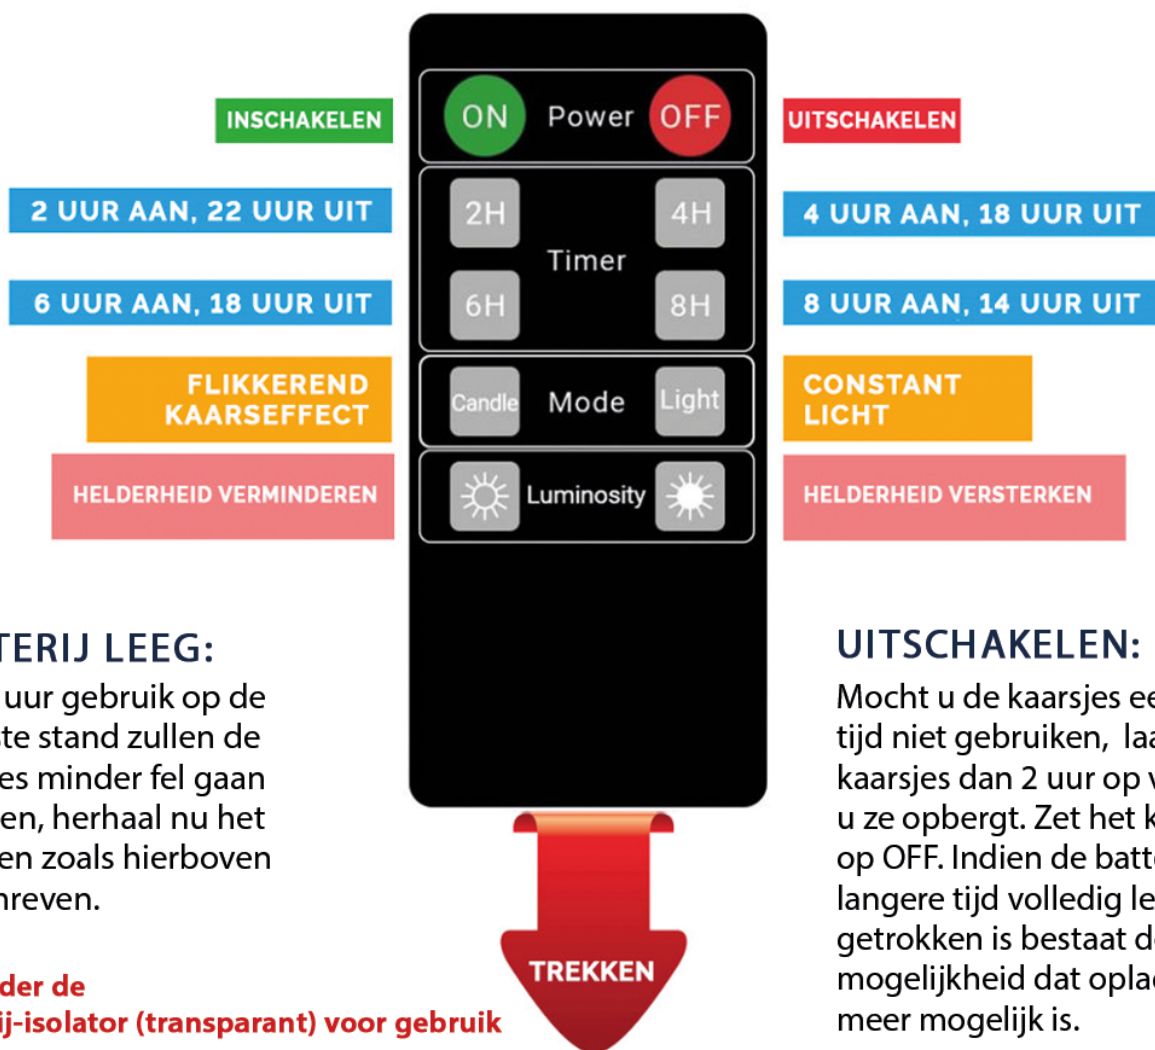 INSCHAKELEN
ON Power OFF
UITSCHAKELEN
2 UUR AAN, 22 UUR UIT
2H
4H
4 UUR AAN, 18 UUR UIT
Timer
6 UUR AAN, 18 UUR UIT
6H
8H
8 UUR AAN, 14 UUR UIT
FLIKKEREND
KAARSEFFECT
Candle Mode Light
CONSTANT
LICHT
HELDERHEID VERMINDEREN
Luminosity
HELDERHEID VERSTERKEN
TERIJ LEEG:
uur gebruik op de
te stand zullen de
es minder fel gaan
en, herhaal nu het
en zoals hierboven
reven.
der de
ij-isolator (transparant) voor gebruik
TREKKEN
UITSCHAKELEN:
Mocht u de kaarsjes ee
tijd niet gebruiken, laa
kaarsjes dan 2 uur op v
u ze opbergt. Zet het k
op OFF. Indien de batte
langere tijd volledig le
getrokken is bestaat d
mogelijkheid dat oplad
meer mogelijk is.